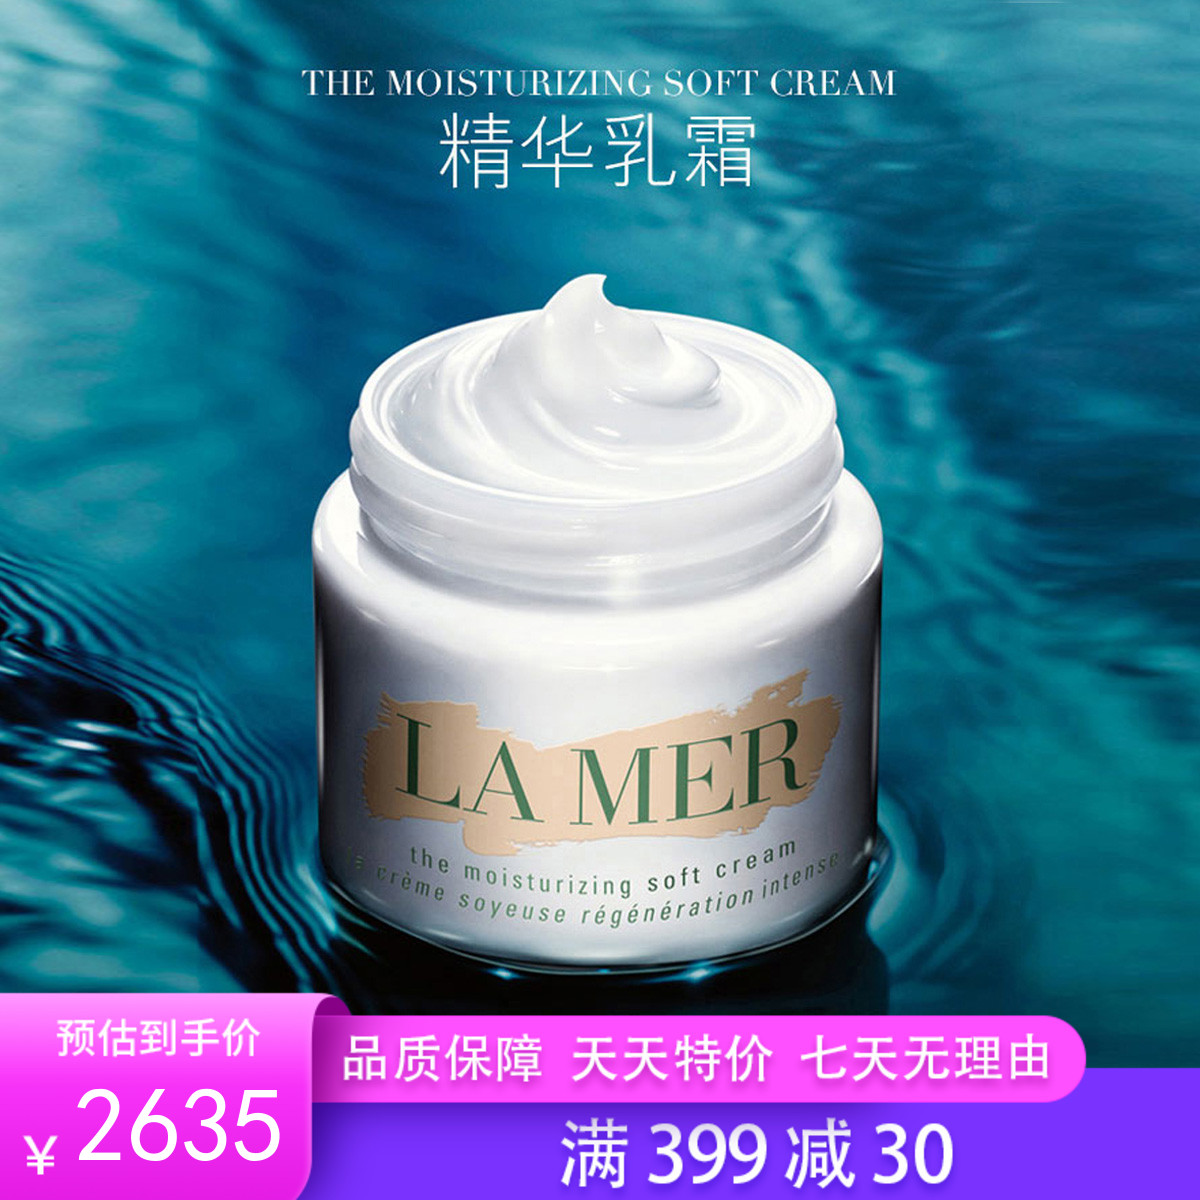 THE MOISTURIZING SOFT CREAM
精华乳霜
LA MER
the moisturizing soft cream
crème soyeuse régénération intense
预估到手价
¥ 2635
品质保障 天天特价 七天无理由
满 399 减 30